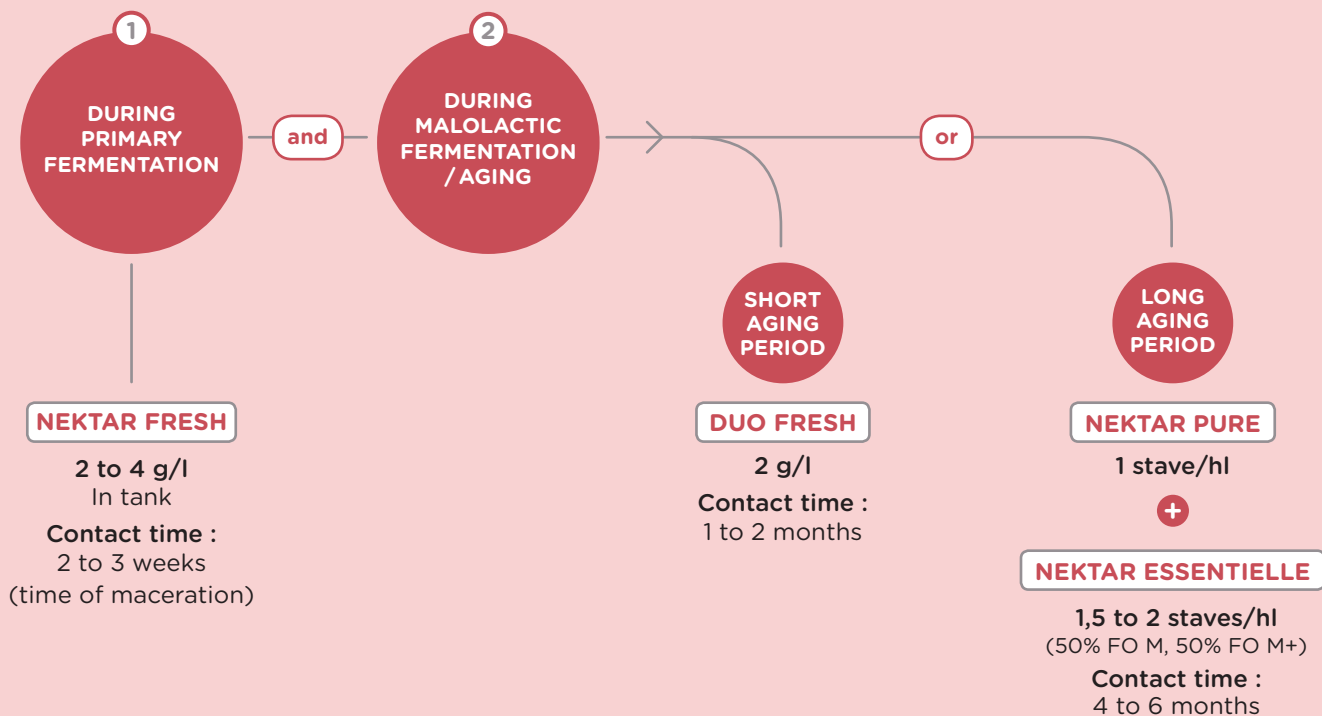 1
DURING
PRIMARY
FERMENTATION
and
2
DURING
MALOLACTIC
FERMENTATION
/ AGING
or
NEKTAR FRESH
2 to 4 g/l
In tank
Contact time :
2 to 3 weeks
(time of maceration)
SHORT
AGING
PERIOD
DUO FRESH
2 g/l
Contact time :
1 to 2 months
LONG
AGING
PERIOD
NEKTAR PURE
1 stave/hl
+
NEKTAR ESSENTIELLE
1,5 to 2 staves/hl
(50% FO M, 50% FO M+)
Contact time :
4 to 6 months